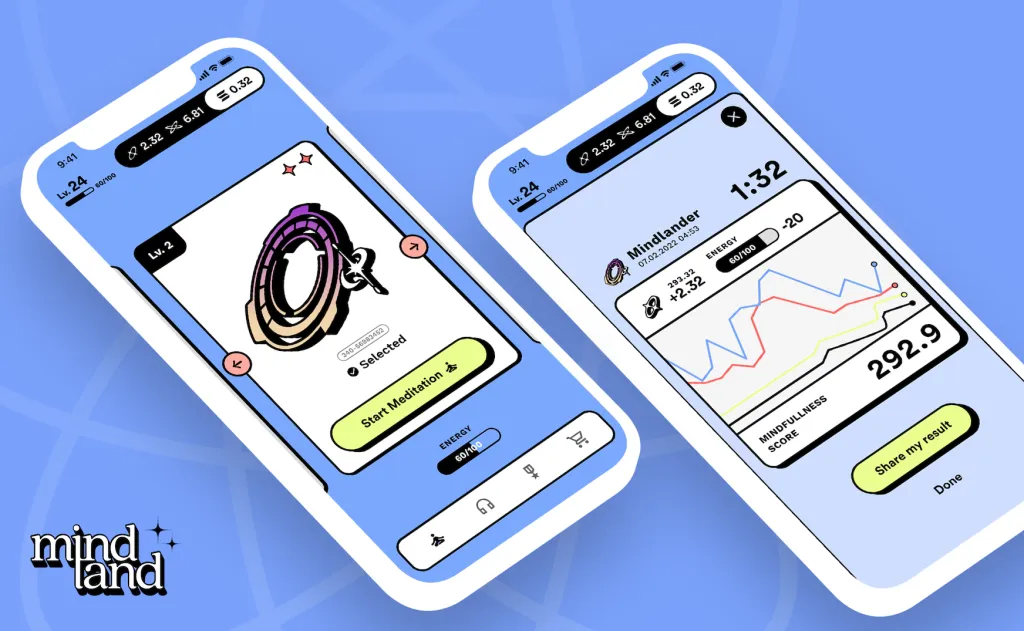 9:41
2.32 6.81 0.32
Lv. 24 60/100
Lv. 2
240-56983462
Selected
Start Meditation
ENERGY
60/100
9:41
2.32 6.81 0.32
Lv. 24 60/100
1:32
Mindlander
07.02.2022 04:53
293.32
+2.32
ENERGY
60/100
-20
292.9
MINDFULLNESS
SCORE
Share my result
Done
mind
land